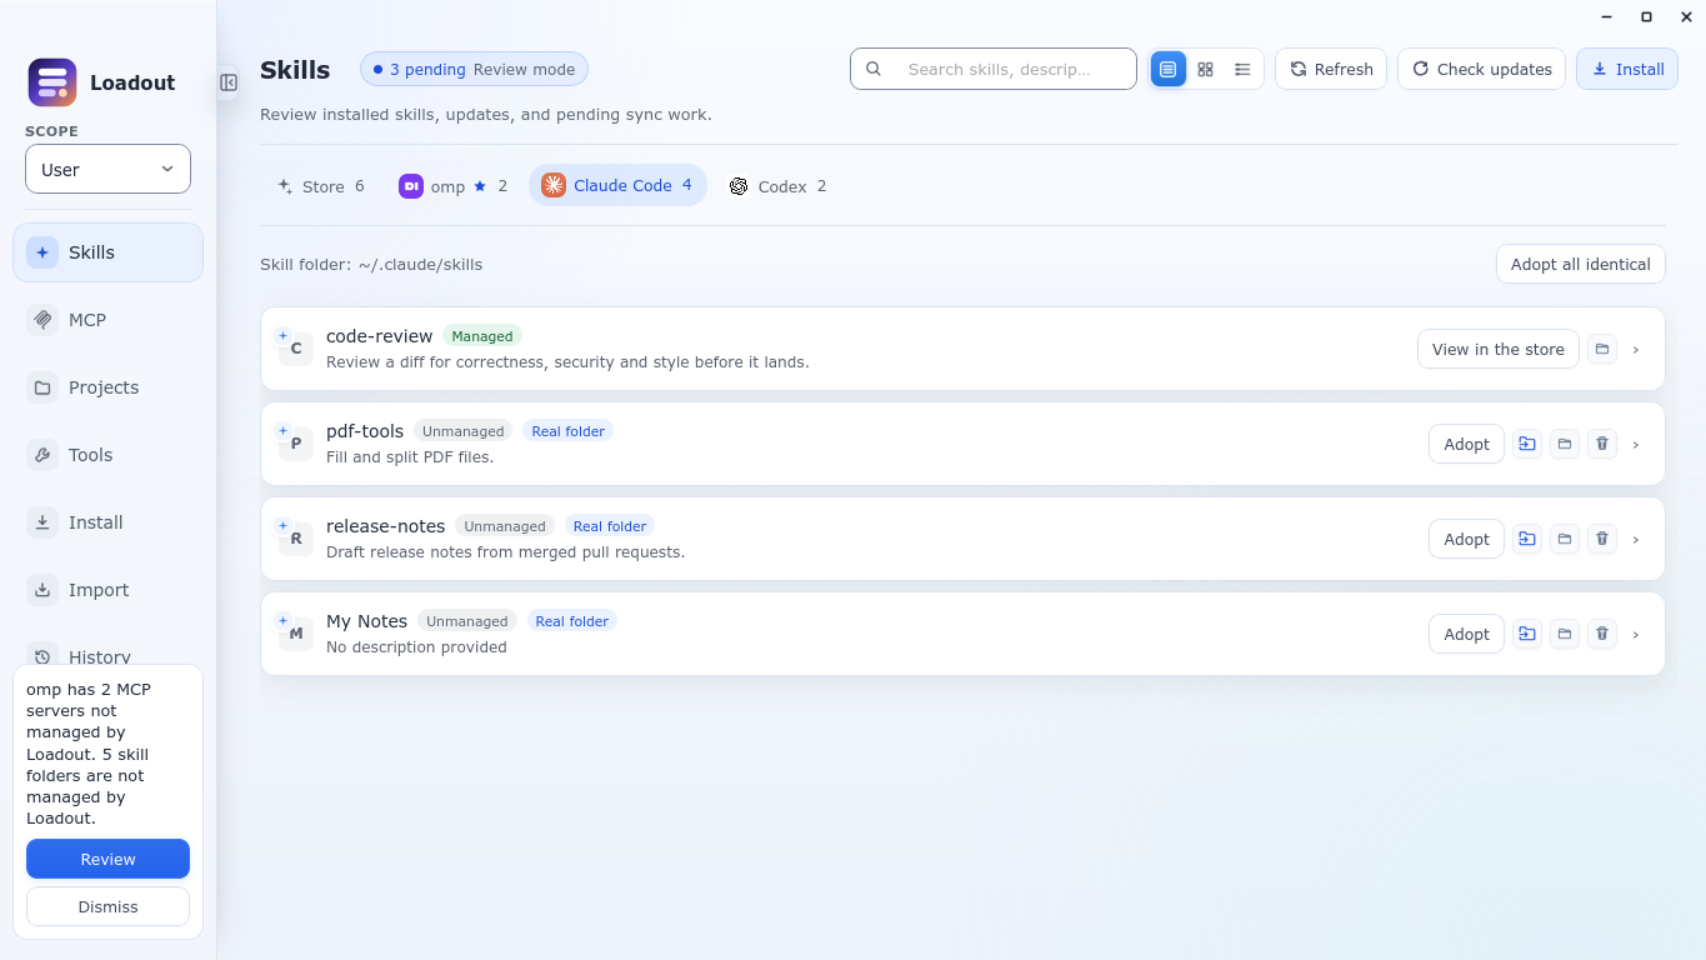 Loadout
SCOPE
User
Skills
MCP
Projects
Tools
Install
Import
History
omp has 2 MCP
servers not
managed by
Loadout. 5 skill
folders are not
managed by
Loadout.
Review
Dismiss
Skills
3 pending Review mode
Search skills, descrip...
Refresh
Check updates
Install
Review installed skills, updates, and pending sync work.
Store 6
DI omp 2
Claude Code 4
Codex 2
Skill folder: ~/.claude/skills
Adopt all identical
C
code-review Managed
Review a diff for correctness, security and style before it lands.
View in the store
P
pdf-tools Unmanaged Real folder
Fill and split PDF files.
Adopt
R
release-notes Unmanaged Real folder
Draft release notes from merged pull requests.
Adopt
M
My Notes Unmanaged Real folder
No description provided
Adopt